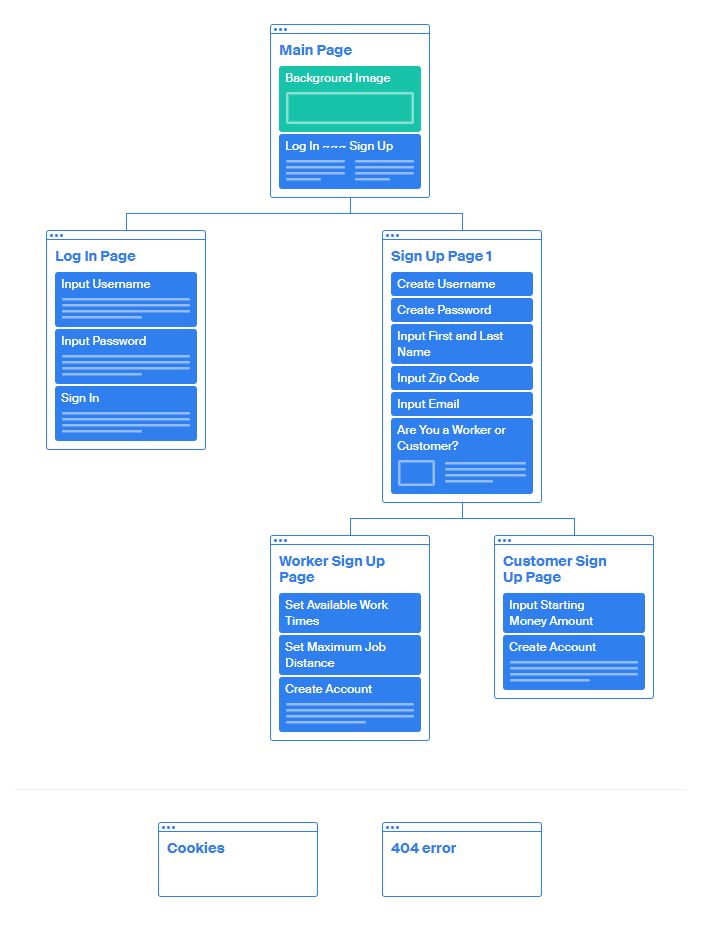 Main Page
Background Image
Log In ~~~ Sign Up
Log In Page
Input Username
Input Password
Sign In
Sign Up Page 1
Create Username
Create Password
Input First and Last
Name
Input Zip Code
Input Email
Are You a Worker or
Customer?
Worker Sign Up
Page
Set Available Work
Times
Set Maximum Job
Distance
Create Account
Customer Sign
Up Page
Input Starting
Money Amount
Create Account
Cookies
404 error